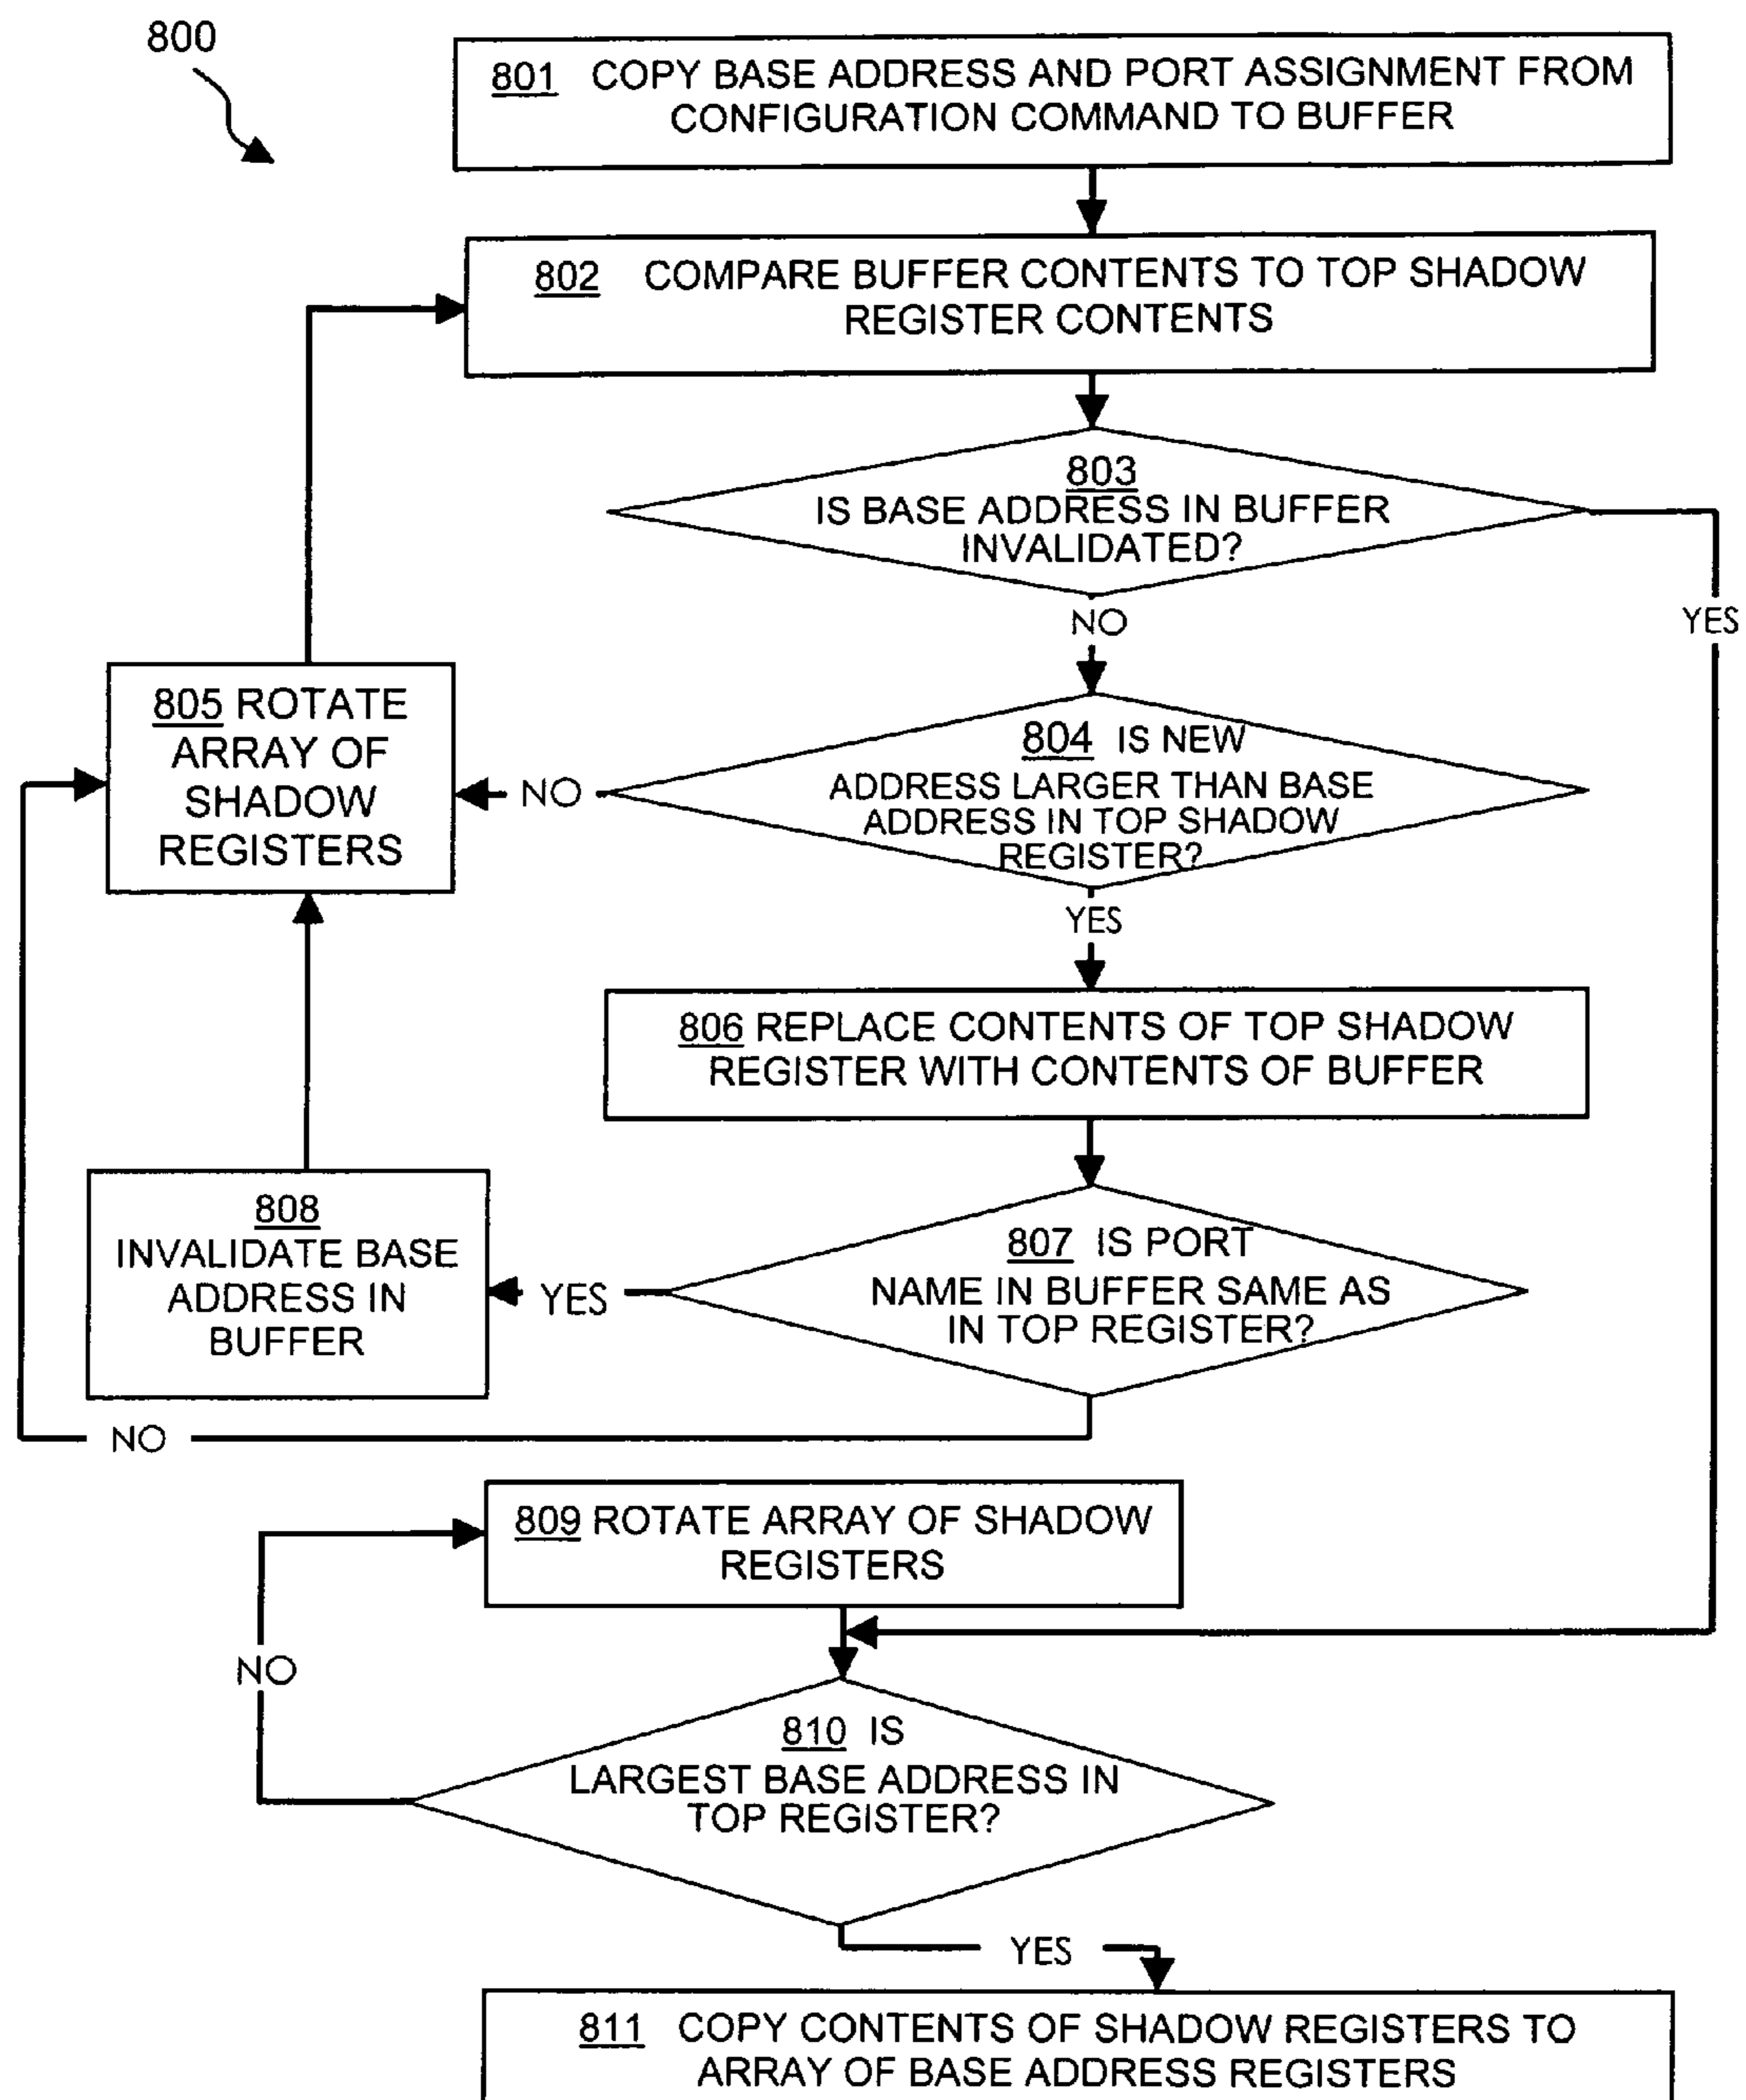 800
801 COPY BASE ADDRESS AND PORT ASSIGNMENT FROM
CONFIGURATION COMMAND TO BUFFER
802 COMPARE BUFFER CONTENTS TO TOP SHADOW
REGISTER CONTENTS
803
IS BASE ADDRESS IN BUFFER
INVALIDATED?
NO
YES
805 ROTATE
ARRAY OF
SHADOW
REGISTERS
NO
804 IS NEW
ADDRESS LARGER THAN BASE
ADDRESS IN TOP SHADOW
REGISTER?
YES
806 REPLACE CONTENTS OF TOP SHADOW
REGISTER WITH CONTENTS OF BUFFER
808
INVALIDATE BASE
ADDRESS IN
BUFFER
YES
807 IS PORT
NAME IN BUFFER SAME AS
IN TOP REGISTER?
NO
809 ROTATE ARRAY OF SHADOW
REGISTERS
NO
810 IS
LARGEST BASE ADDRESS IN
TOP REGISTER?
YES
811 COPY CONTENTS OF SHADOW REGISTERS TO
ARRAY OF BASE ADDRESS REGISTERS